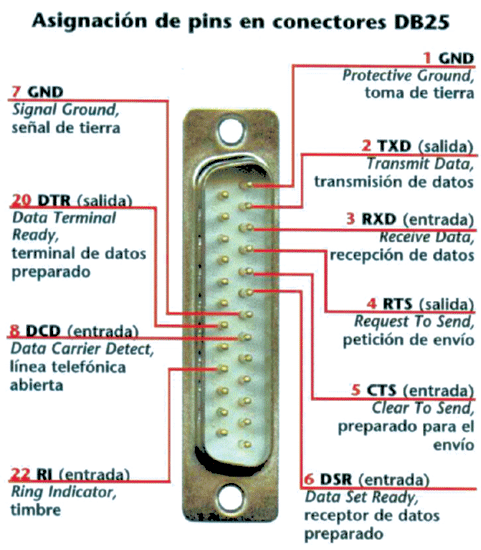 Asignación de pins en conectores DB25
1 GND
Protective Ground,
toma de tierra
2 TXD (salida)
Transmit Data,
transmisión de datos
3 RXD (entrada)
Receive Data,
recepción de datos
4 RTS (salida)
Request To Send,
petición de envío
5 CTS (entrada)
Clear To Send,
preparado para el
envío
6 DSR (entrada)
Data Set Ready,
receptor de datos
preparado
7 GND
Signal Ground,
señal de tierra
20 DTR (salida)
Data Terminal
Ready,
terminal de datos
preparado
8 DCD (entrada)
Data Carrier Detect,
línea telefónica
abierta
22 RI (entrada)
Ring Indicator,
timbre